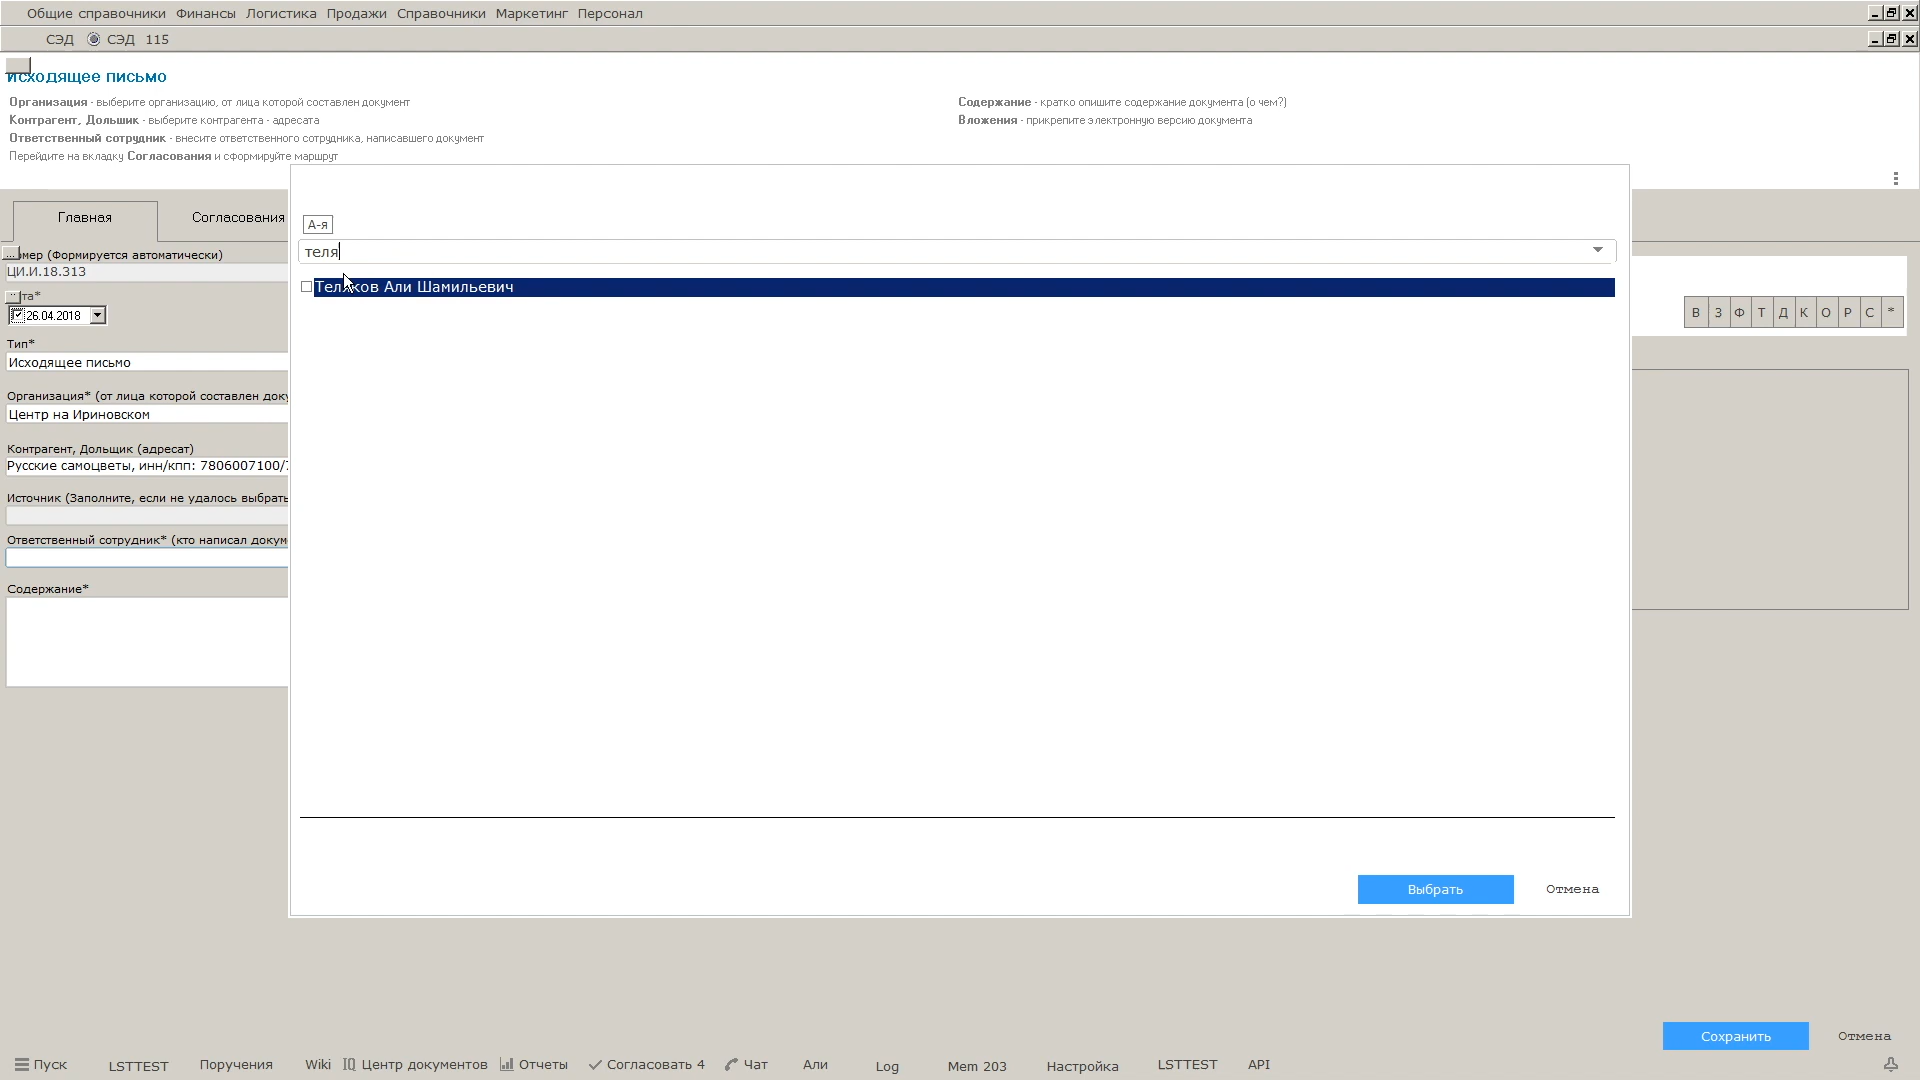 Общие справочники Финансы Логистика Продажи Справочники Маркетинг Персонал
СЭД СЭД 115
Исходящее письмо
Организация - выберите организацию, от лица которой составлен документ
Контрагент, Дольщик - выберите контрагента - адресата
Ответственный сотрудник - внесите ответственного сотрудника, написавшего документ
Перейдите на вкладку Согласования и сформируйте маршрут
Содержание - кратко опишите содержание документа (о чем?)
Вложения - прикрепите электронную версию документа
Главная Согласования
... мер (Формируется автоматически)
ЦИ.И.18.313
та*
26.04.2018
Тип*
Исходящее письмо
Организация* (от лица которой составлен доку
Центр на Ириновском
Контрагент, Дольщик (адресат)
Русские самоцветы, инн/кпп: 7806007100/7
Источник (Заполните, если не удалось выбрать
Ответственный сотрудник* (кто написал докум
Содержание*
А-я
теля
Теляков Али Шамильевич
Выбрать Отмена
В З Ф Т Д К О Р С *
Сохранить Отмена
Пуск LSTTEST Поручения Wiki Центр документов Отчеты Согласовать 4 Чат Али Log Mem 203 Настройка LSTTEST API